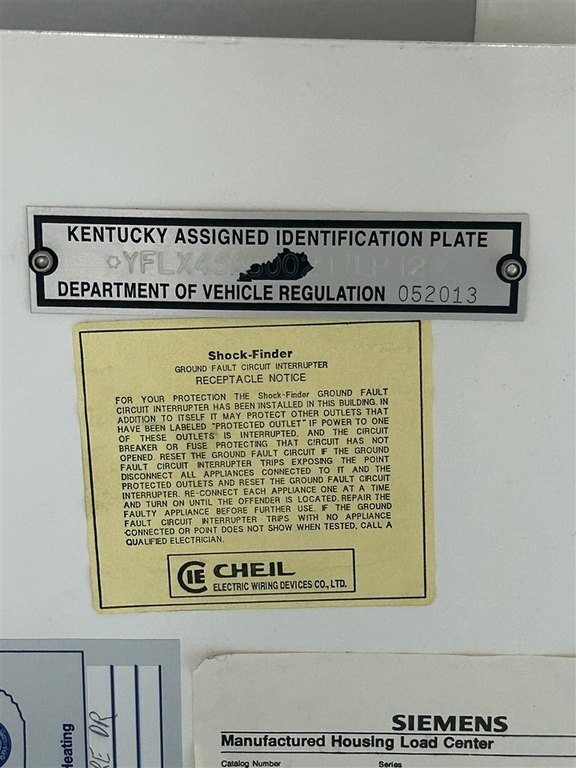 KENTUCKY ASSIGNED IDENTIFICATION PLATE
DEPARTMENT OF VEHICLE REGULATION 052013
Shock-Finder
GROUND FAULT CIRCUIT INTERRUPTER
RECEPTACLE NOTICE
FOR YOUR PROTECTION THE Shock-Finder GROUND FAULT
CIRCUIT INTERRUPTER HAS BEEN INSTALLED IN THIS BUILDING. IN
ADDITION TO ITSELF IT MAY PROTECT OTHER OUTLETS THAT
HAVE BEEN LABELED "PROTECTED OUTLET" IF POWER TO ONE
OF THESE OUTLETS IS INTERRUPTED, AND THE CIRCUIT
BREAKER OR FUSE PROTECTING THAT CIRCUIT HAS NOT
OPENED. RESET THE GROUND FAULT CIRCUIT IF THE GROUND
FAULT CIRCUIT INTERRUPTER TRIPS EXPOSING THE POINT
DISCONNECT ALL APPLIANCES CONNECTED TO IT AND THE
PROTECTED OUTLETS AND RESET THE GROUND FAULT CIRCUIT
INTERRUPTER. RE-CONNECT EACH APPLIANCE ONE AT A TIME
AND TURN ON UNTIL THE OFFENDER IS LOCATED. REPAIR THE
FAULTY APPLIANCE BEFORE FURTHER USE. IF THE GROUND
FAULT CIRCUIT INTERRUPTER TRIPS WITH NO APPLIANCE
CONNECTED OR POINT DOES NOT SHOW WHEN TESTED, CALL A
QUALIFIED ELECTRICIAN.
CIE CHEIL
ELECTRIC WIRING DEVICES CO., LTD.
Heating
RE DR
SIEMENS
Manufactured Housing Load Center
Catalog Number Series